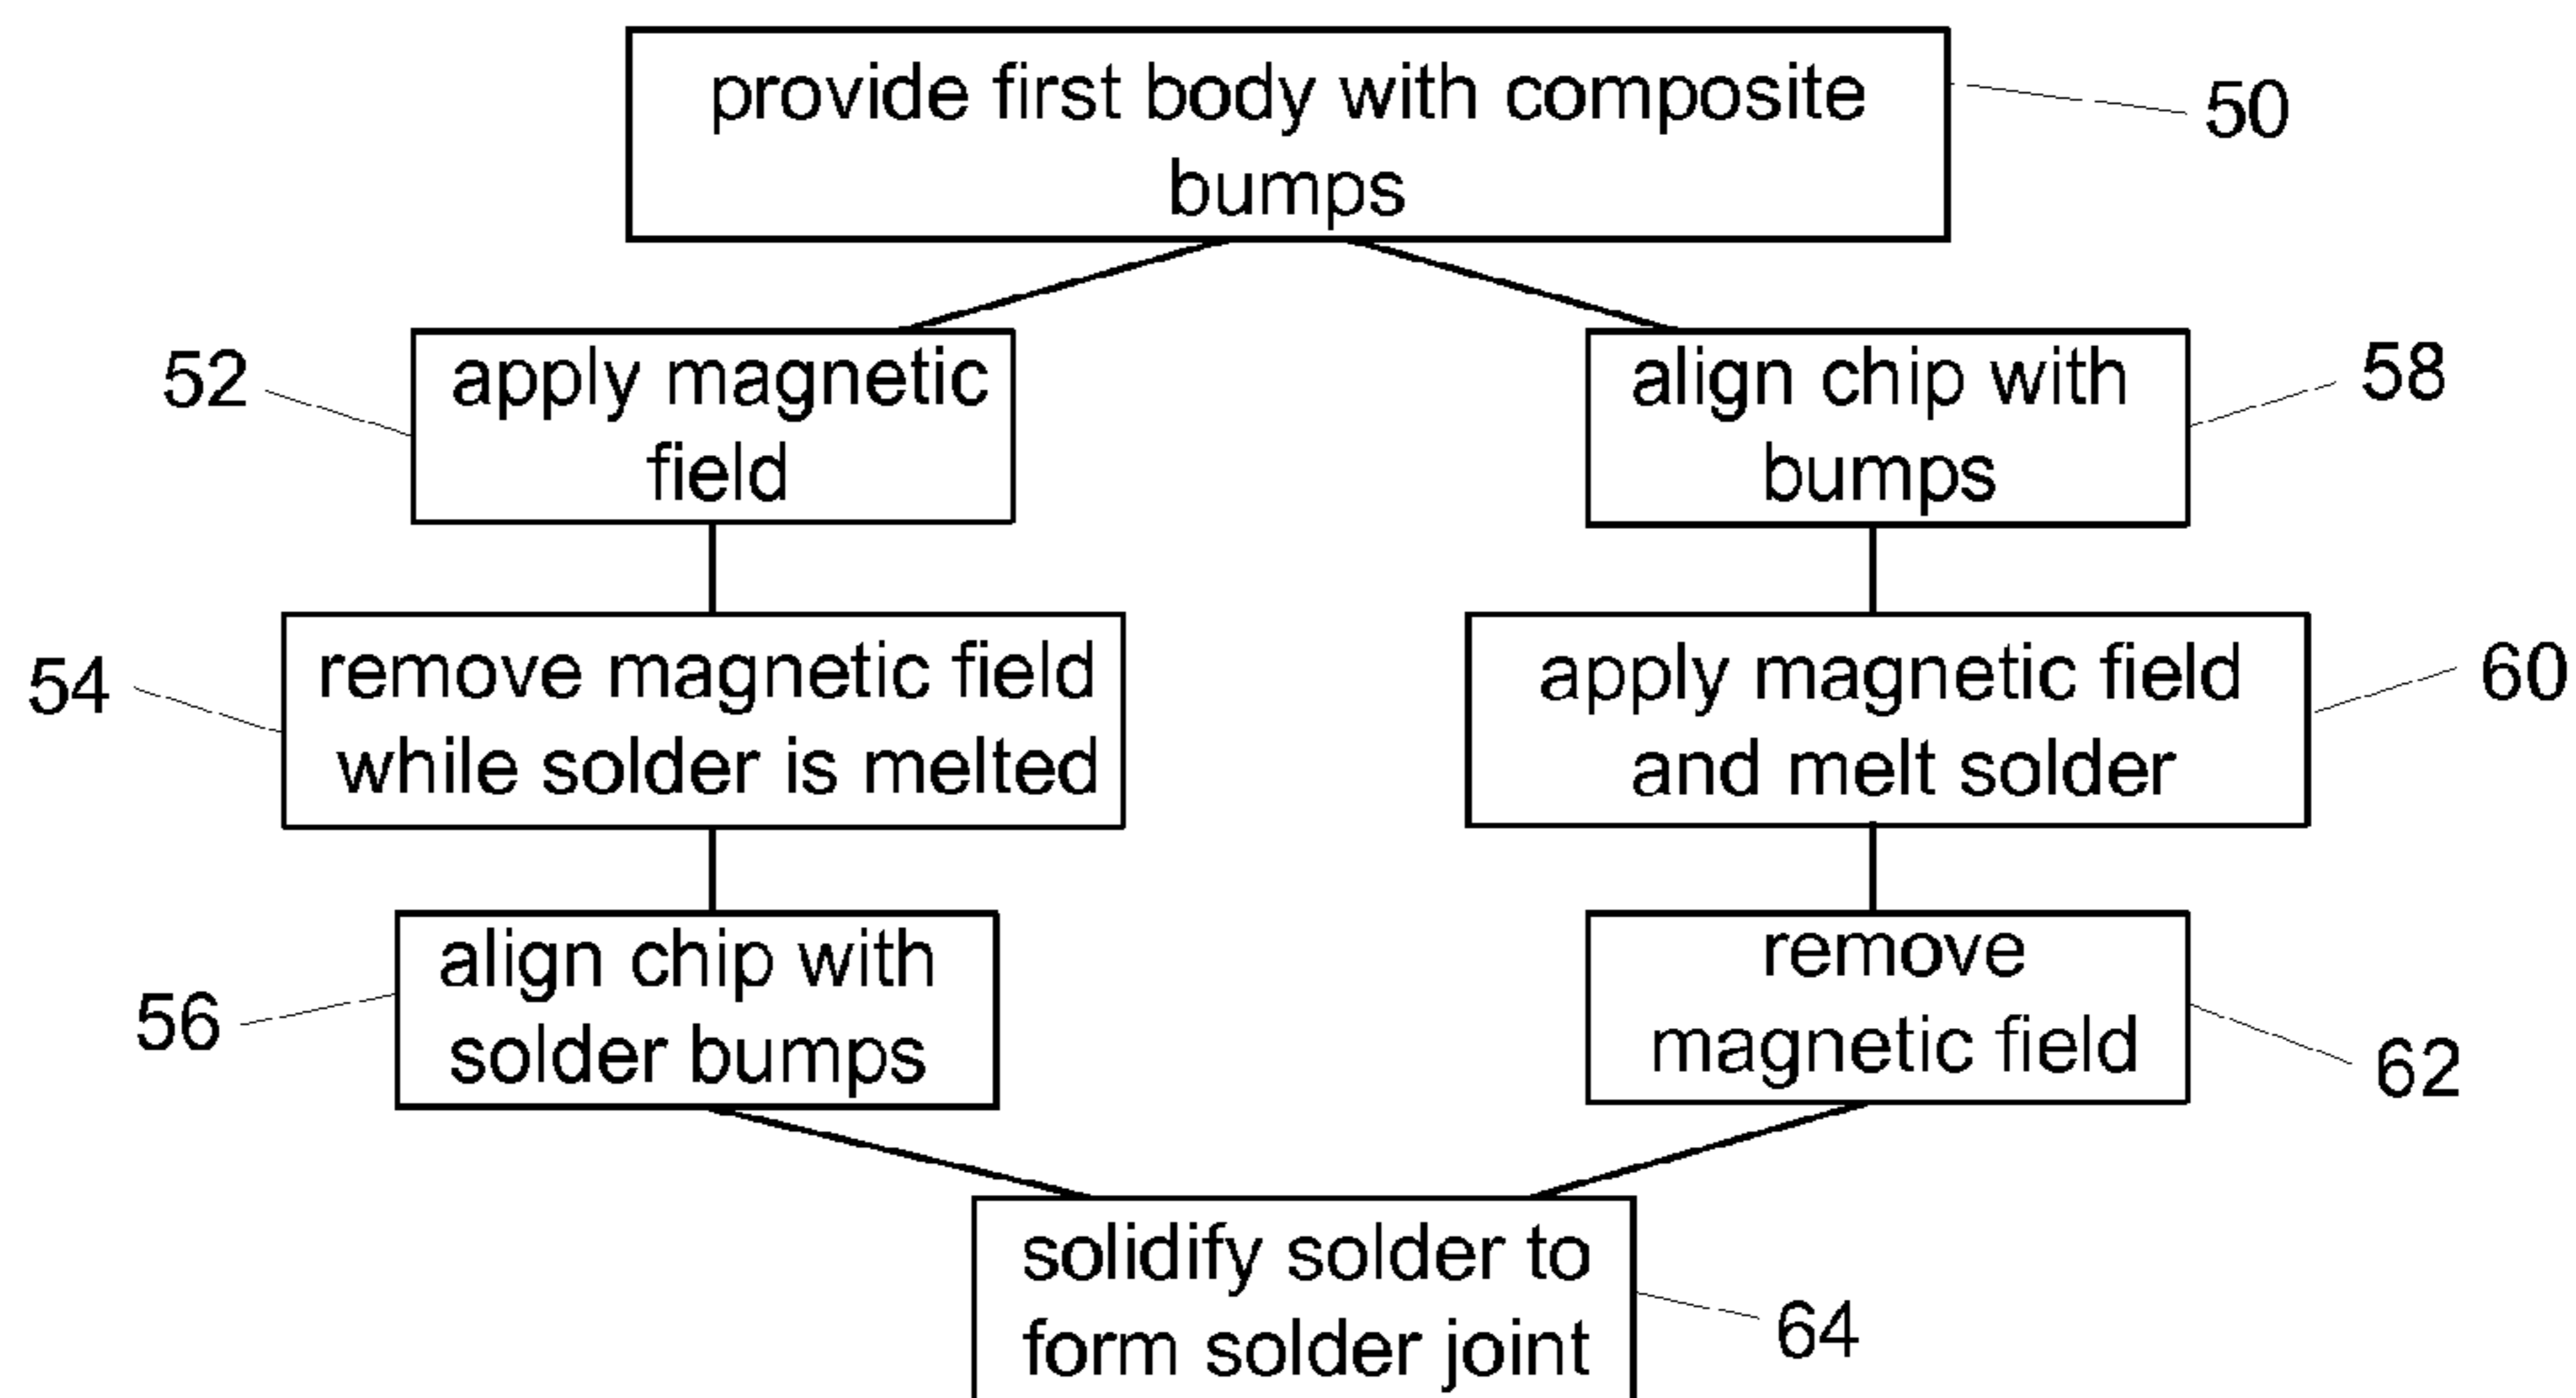 provide first body with composite
bumps
50
52
apply magnetic
field
align chip with
bumps
58
54
remove magnetic field
while solder is melted
apply magnetic field
and melt solder
60
56
align chip with
solder bumps
remove
magnetic field
62
solidify solder to
form solder joint
64